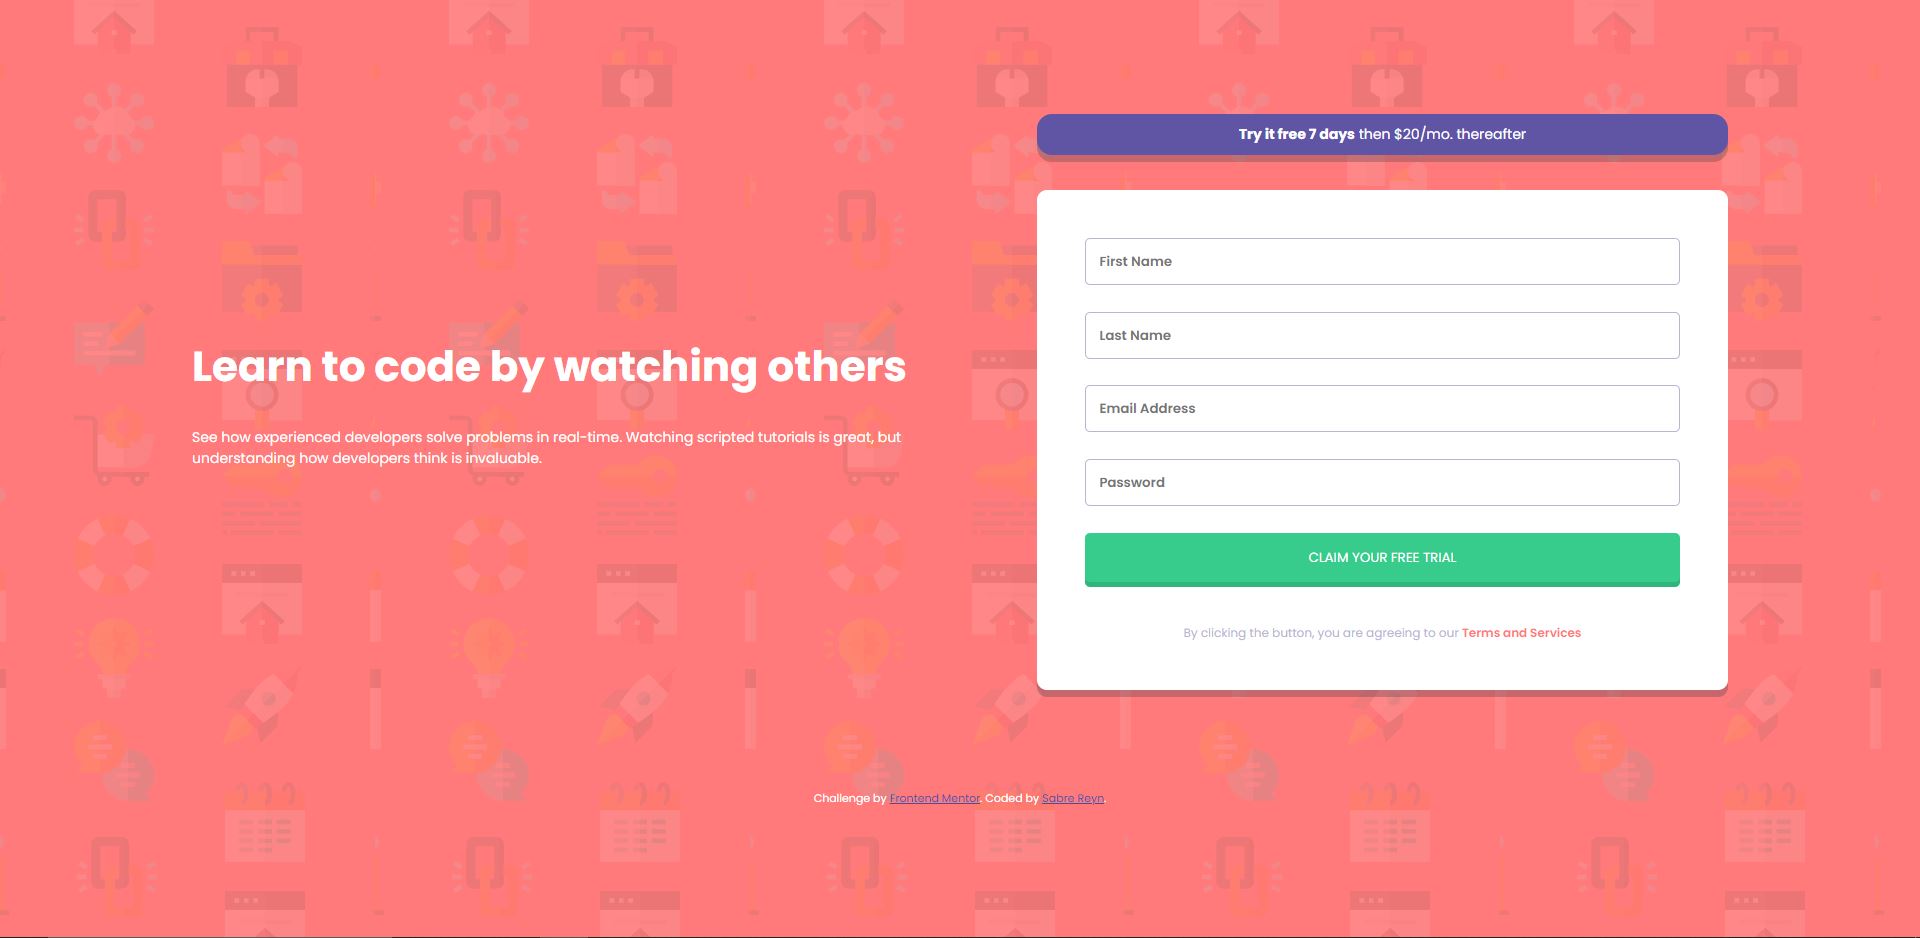 Try it free 7 days then $20/mo. thereafter
First Name
Last Name
Learn to code by watching others
Email Address
See how experienced developers solve problems in real-time. Watching scripted tutorials is great, but
understanding how developers think is invaluable.
Password
CLAIM YOUR FREE TRIAL
By clicking the button, you are agreeing to our Terms and Services
Challenge by Frontend Mentor. Coded by Sabre Reyn.